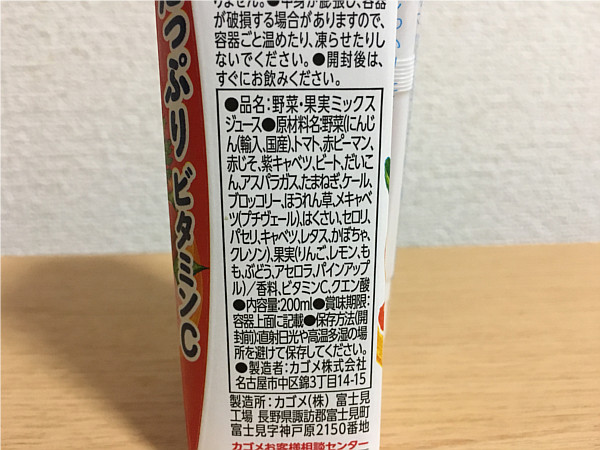 りません。●中身が膨張し、容器
が破損する場合がありますので、
容器ごと温めたり、凍らせたりし
ないでください。●開封後は、
すぐにお飲みください。
●品名:野菜・果実ミックス
ジュース●原材料名:野菜(にんじ
ん(輸入、国産)、トマト、赤ピーマン、
赤じそ、紫キャベツ、ビート、だいこ
ん、アスパラガス、たまねぎ、ケール、
ブロッコリー、ほうれん草、メキャベ
ツ(プチヴェール)、はくさい、セロリ、
パセリ、キャベツ、レタス、かぼちゃ、
クレソン)、果実(りんご、レモン、も
も、ぶどう、アセロラ、パインアップ
ル)/香料、ビタミンC、クエン酸
●内容量:200ml●賞味期限:
容器上面に記載●保存方法(開
封前):直射日光や高温多湿の場
所を避けて保存してください。
●製造者:カゴメ株式会社
名古屋市中区錦3丁目14-15
製造所:カゴメ(株) 富士見
工場 長野県諏訪郡富士見町
富士見字神戸原2150番地
カゴメお客様相談センター
っぷり ビタミンC